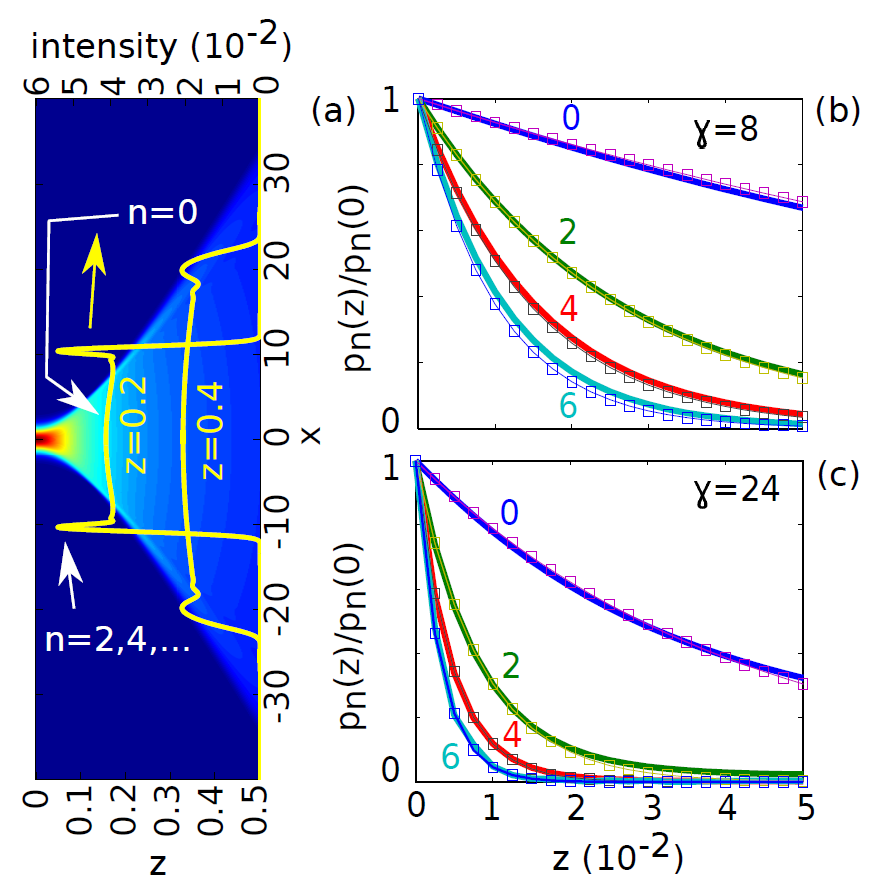 intensity (10⁻²)
6 5 4 3 2 1 0
(a)
n=0
z=0.2
z=0.4
n=2,4,...
30
20
10
0
-10
-20
-30
x
0 0.1 0.2 0.3 0.4 0.5
z
(b)
ɣ=8
1
0
pn(z)/pn(0)
0
2
4
6
(c)
ɣ=24
1
0
pn(z)/pn(0)
0
2
4
6
0 1 2 3 4 5
z (10⁻²)